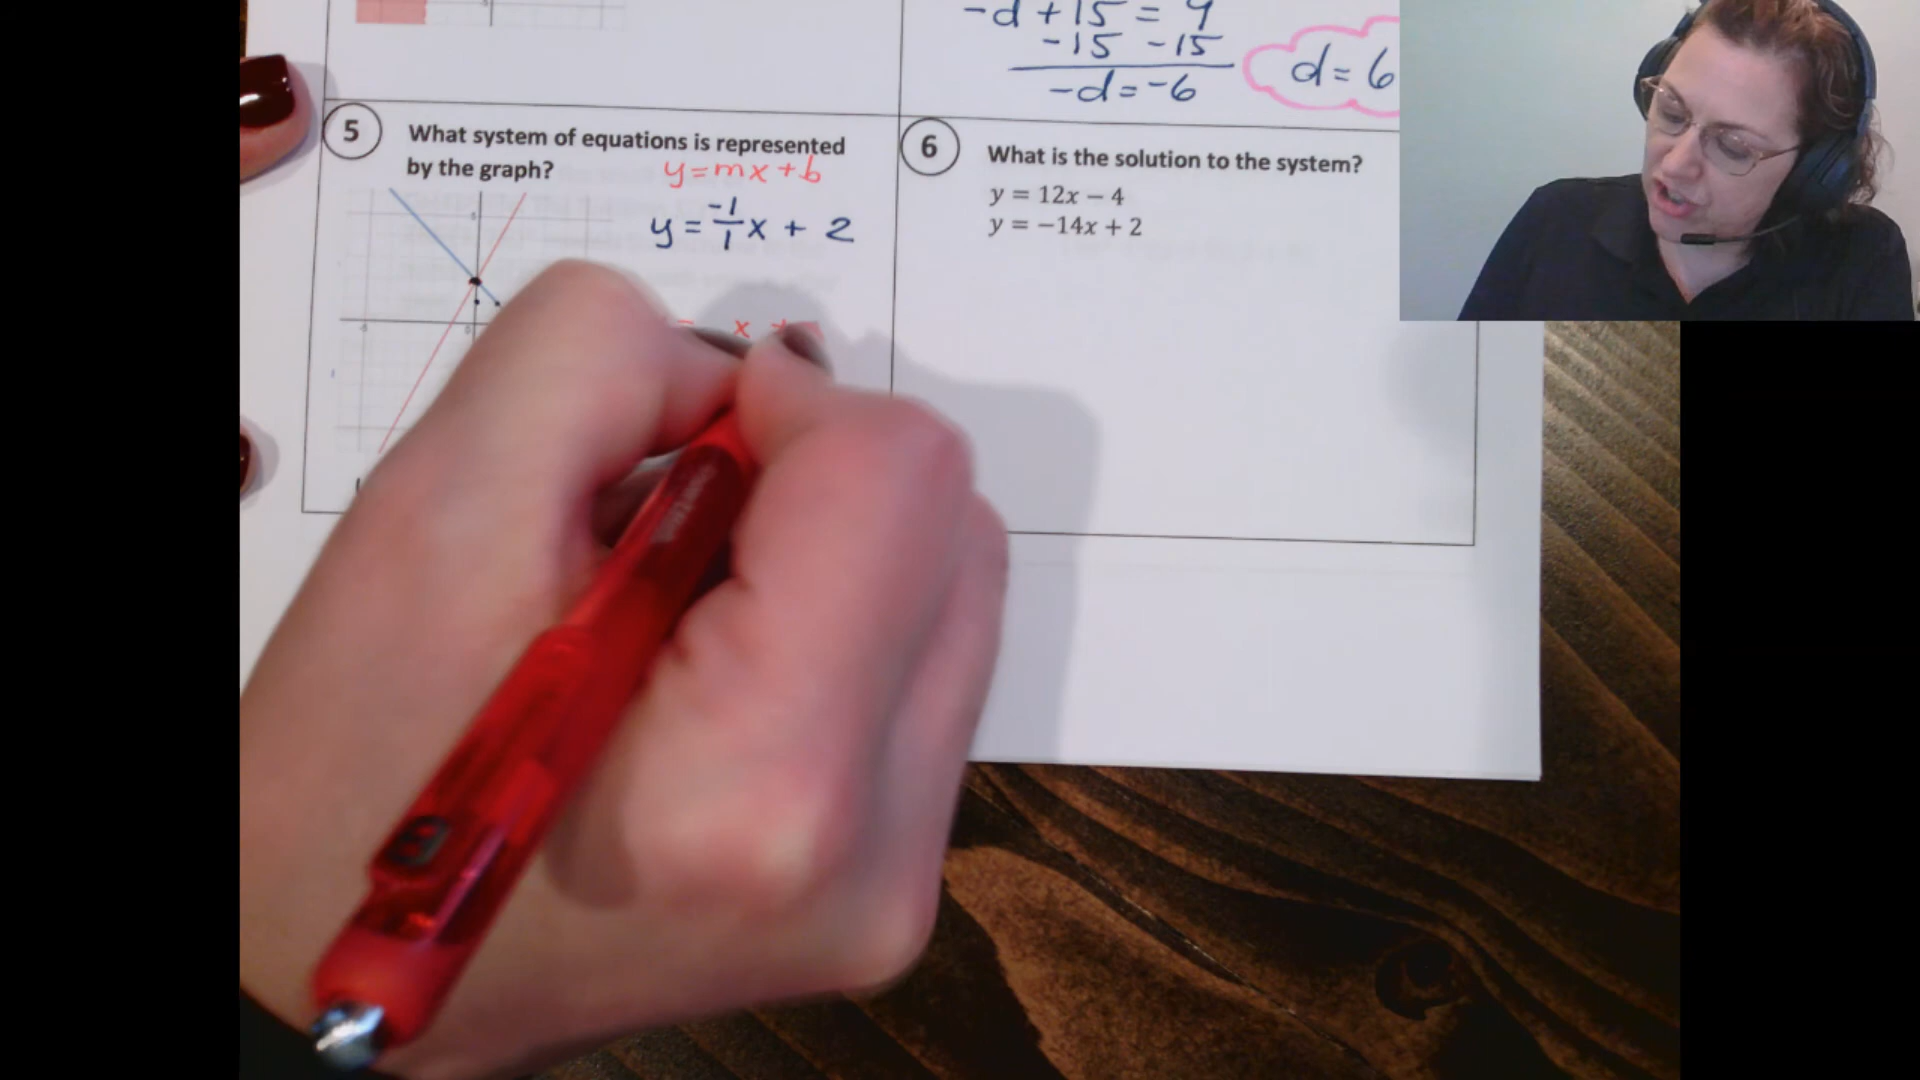 -d + 15 = 9
-15 -15
-d = -6
d = 6
5
What system of equations is represented
by the graph?
y = mx + b
y = -1/1 x + 2
= x +
6
What is the solution to the system?
y = 12x − 4
y = −14x + 2